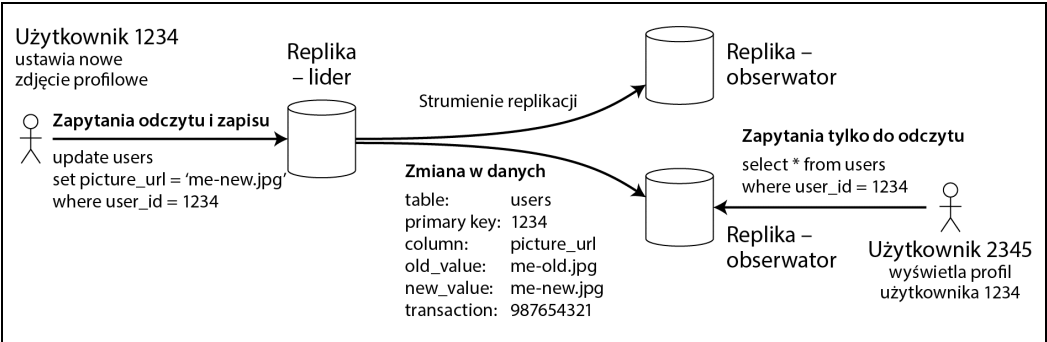 Użytkownik 1234
ustawia nowe
zdjęcie profilowe
Replika
– lider
Replika –
obserwator
Strumienie replikacji
Zapytania odczytu i zapisu
update users
set picture_url = ‘me-new.jpg’
where user_id = 1234
Zmiana w danych
table: users
primary key: 1234
column: picture_url
old_value: me-old.jpg
new_value: me-new.jpg
transaction: 987654321
Zapytania tylko do odczytu
select * from users
where user_id = 1234
Replika –
obserwator
Użytkownik 2345
wyświetla profil
użytkownika 1234